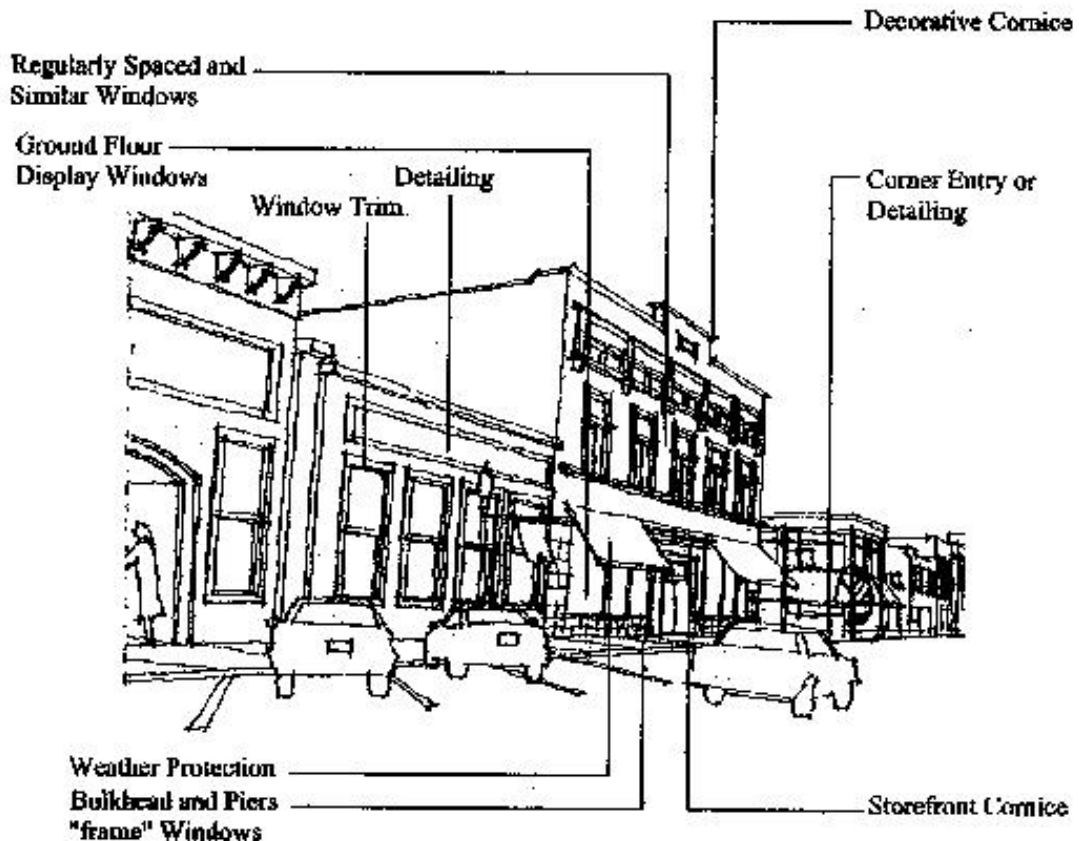 Decorative Cornice
Regularly Spaced and
Similar Windows
Ground Floor
Display Windows
Detailing
Window Trim.
Corner Entry or
Detailing
Weather Protection
Bulkhead and Piers
"frame" Windows
Storefront Cornice